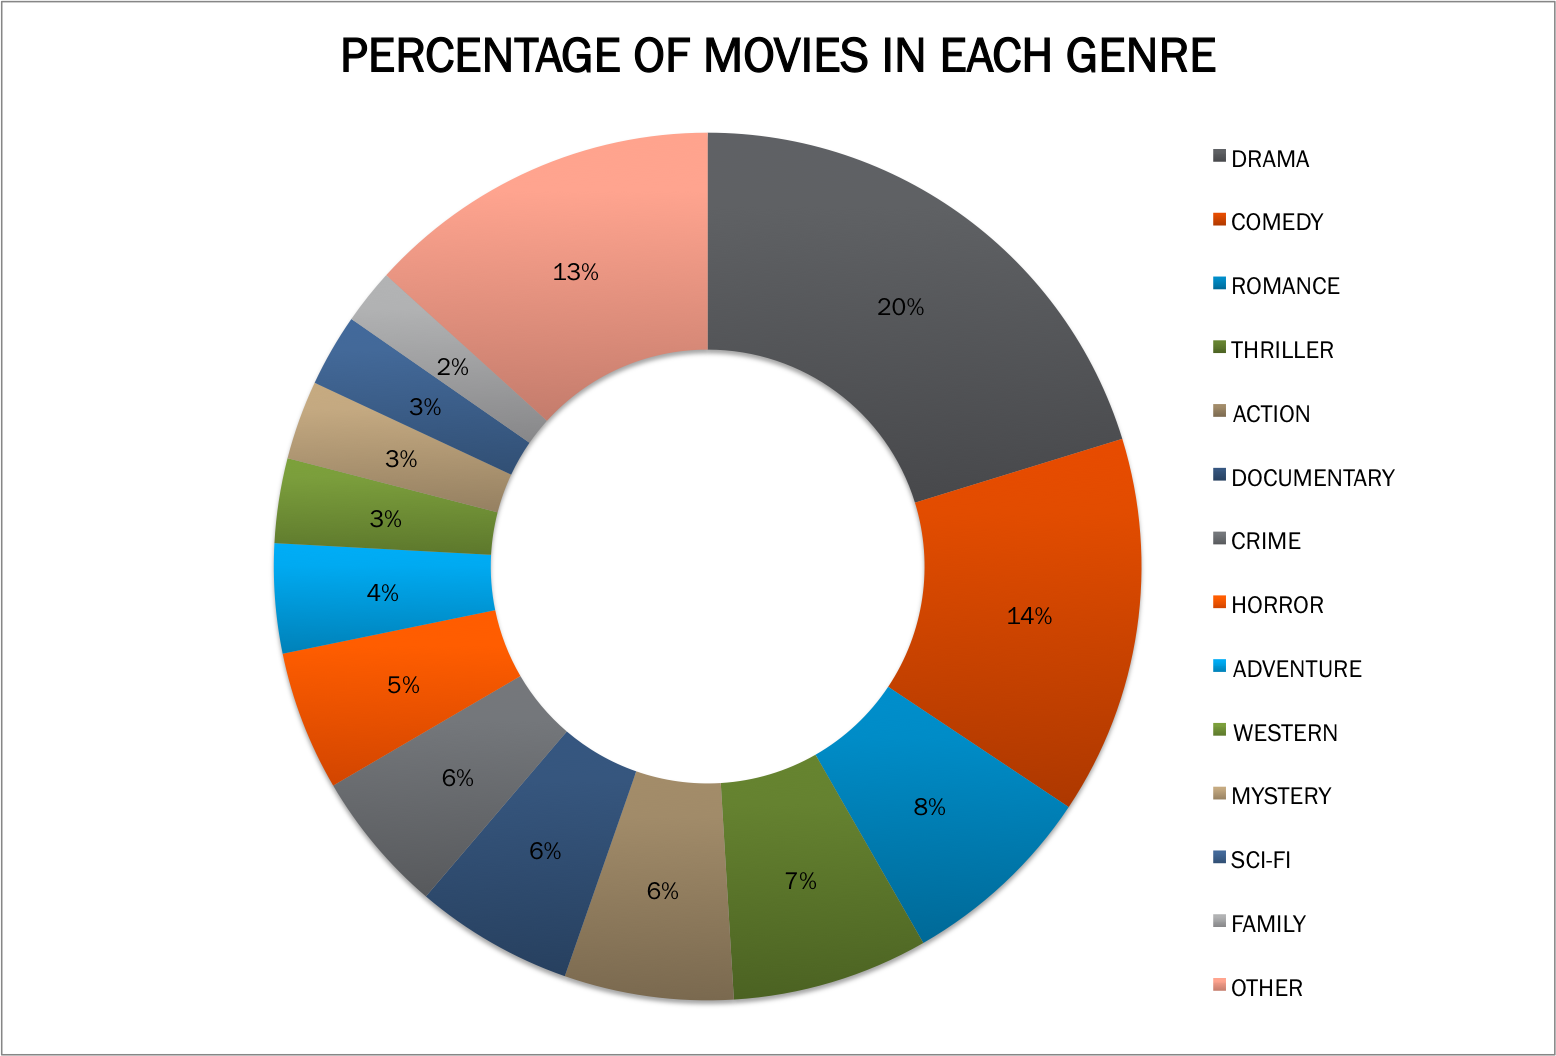 PERCENTAGE OF MOVIES IN EACH GENRE
20%
14%
8%
7%
6%
6%
6%
5%
4%
3%
3%
3%
2%
13%
DRAMA
COMEDY
ROMANCE
THRILLER
ACTION
DOCUMENTARY
CRIME
HORROR
ADVENTURE
WESTERN
MYSTERY
SCI-FI
FAMILY
OTHER